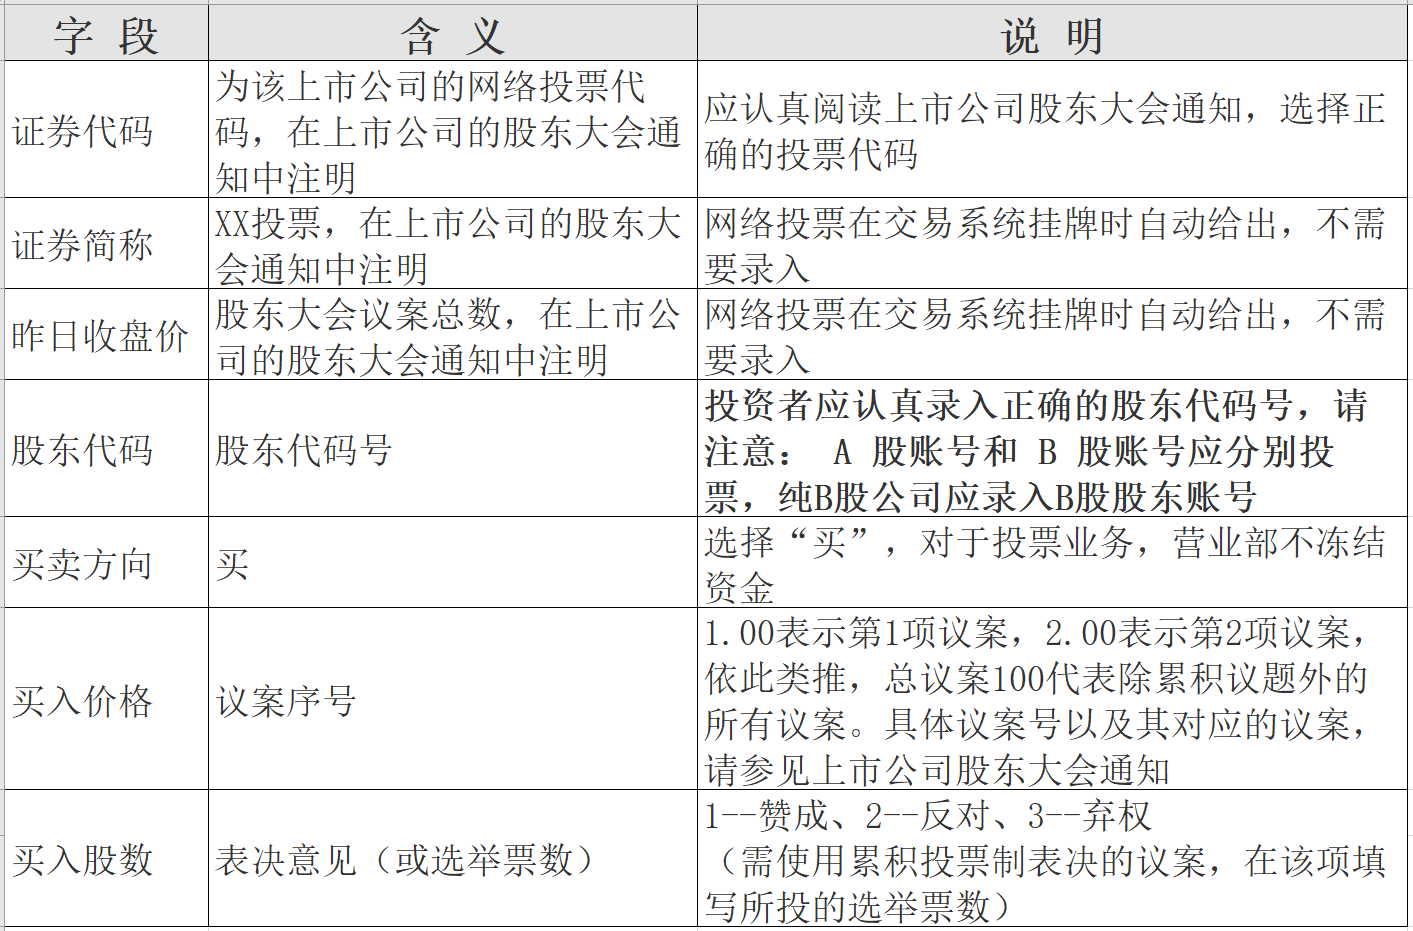 字 段
含 义
说 明
证券代码
为该上市公司的网络投票代
码，在上市公司的股东大会通
知中注明
应认真阅读上市公司股东大会通知，选择正
确的投票代码
证券简称
XX投票，在上市公司的股东大
会通知中注明
网络投票在交易系统挂牌时自动给出，不需
要录入
昨日收盘价
股东大会议案总数，在上市公
司的股东大会通知中注明
网络投票在交易系统挂牌时自动给出，不需
要录入
股东代码
股东代码号
投资者应认真录入正确的股东代码号，请
注意： A 股账号和 B 股账号应分别投
票，纯B股公司应录入B股股东账号
买卖方向
买
选择“买”，对于投票业务，营业部不冻结
资金
买入价格
议案序号
1.00表示第1项议案，2.00表示第2项议案，
依此类推，总议案100代表除累积议题外的
所有议案。具体议案号以及其对应的议案，
请参见上市公司股东大会通知
买入股数
表决意见（或选举票数）
1--赞成、2--反对、3--弃权
（需使用累积投票制表决的议案，在该项填
写所投的选举票数）